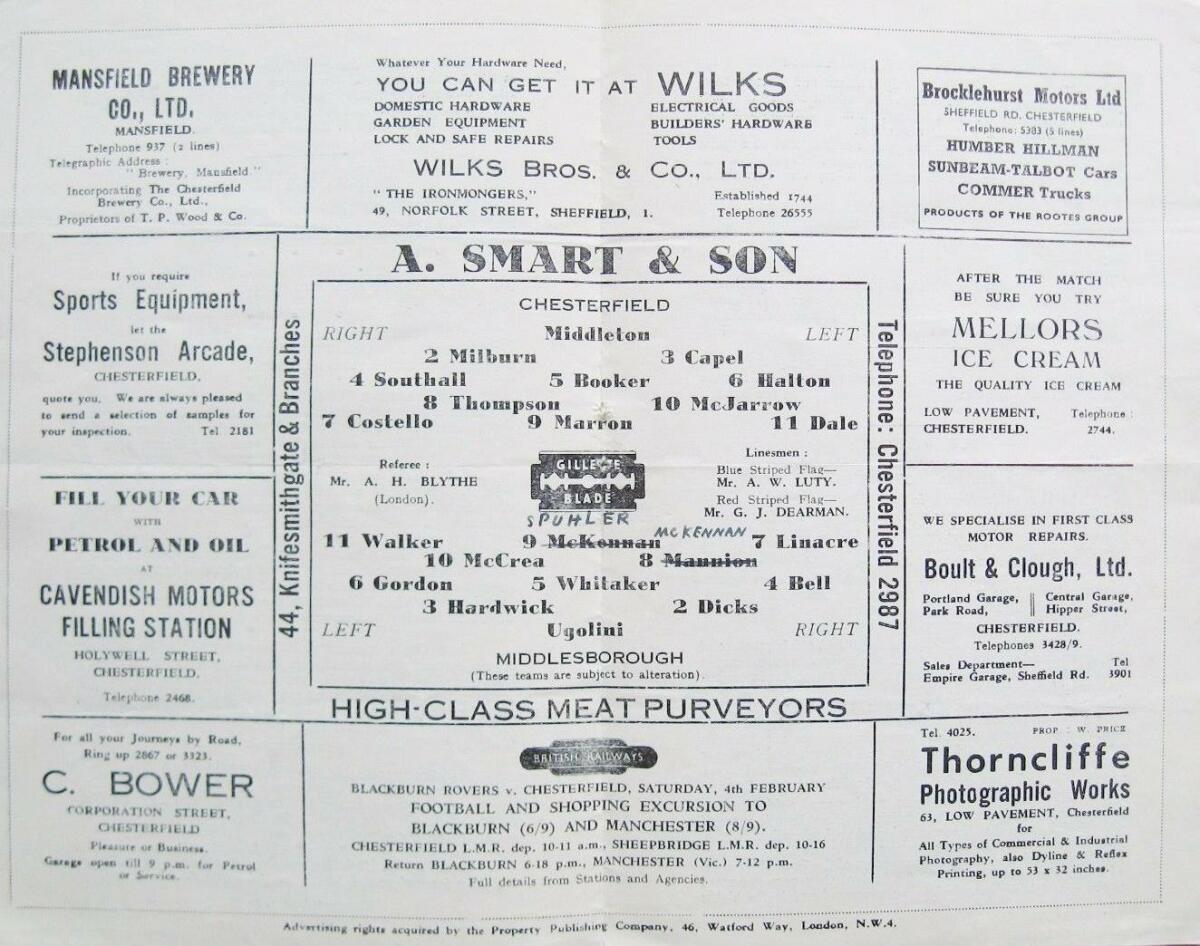 MANSFIELD BREWERY
CO., LTD.
MANSFIELD.
Telephone 937 (2 lines)
Telegraphic Address :
" Brewery, Mansfield "
Incorporating The Chesterfield
Brewery Co., Ltd.,
Proprietors of T. P. Wood & Co.
Whatever Your Hardware Need,
YOU CAN GET IT AT WILKS
DOMESTIC HARDWARE ELECTRICAL GOODS
GARDEN EQUIPMENT BUILDERS' HARDWARE
LOCK AND SAFE REPAIRS TOOLS
WILKS BROS. & CO., LTD.
" THE IRONMONGERS," Established 1744
49, NORFOLK STREET, SHEFFIELD, 1. Telephone 26555
Brocklehurst Motors Ltd
SHEFFIELD RD. CHESTERFIELD
Telephone: 5383 (5 lines)
HUMBER HILLMAN
SUNBEAM-TALBOT Cars
COMMER Trucks
PRODUCTS OF THE ROOTES GROUP
If you require
Sports Equipment,
let the
Stephenson Arcade,
CHESTERFIELD,
quote you. We are always pleased
to send a selection of samples for
your inspection. Tel. 2181
FILL YOUR CAR
WITH
PETROL AND OIL
AT
CAVENDISH MOTORS
FILLING STATION
HOLYWELL STREET,
CHESTERFIELD.
Telephone 2468.
A. SMART & SON
44, Knifesmithgate & Branches
CHESTERFIELD
RIGHT Middleton LEFT
2 Milburn 3 Capel
4 Southall 5 Booker 6 Halton
8 Thompson 10 McJarrow
7 Costello 9 Marron 11 Dale
Referee :
Mr. A. H. BLYTHE
(London).
GILLETTE
BLADE
Linesmen :
Blue Striped Flag—
Mr. A. W. LUTY.
Red Striped Flag—
Mr. G. J. DEARMAN.
SPUHLER
MCKENNAN
11 Walker 9 McKennan 7 Linacre
10 McCrea 8 Mannion
6 Gordon 5 Whitaker 4 Bell
3 Hardwick 2 Dicks
LEFT Ugolini RIGHT
MIDDLESBOROUGH
(These teams are subject to alteration).
Telephone: Chesterfield 2987
HIGH-CLASS MEAT PURVEYORS
AFTER THE MATCH
BE SURE YOU TRY
MELLORS
ICE CREAM
THE QUALITY ICE CREAM
LOW PAVEMENT, Telephone :
CHESTERFIELD. 2744.
WE SPECIALISE IN FIRST CLASS
MOTOR REPAIRS.
Boult & Clough, Ltd.
Portland Garage, Central Garage,
Park Road, Hipper Street,
CHESTERFIELD.
Telephones 3428/9.
Sales Department— Tel
Empire Garage, Sheffield Rd. 3901
For all your Journeys by Road,
Ring up 2867 or 3323.
C. BOWER
CORPORATION STREET,
CHESTERFIELD
Pleasure or Business.
Garage open till 9 p.m. for Petrol
or Service.
BRITISH RAILWAYS
BLACKBURN ROVERS v. CHESTERFIELD, SATURDAY, 4th FEBRUARY
FOOTBALL AND SHOPPING EXCURSION TO
BLACKBURN (6/9) AND MANCHESTER (8/9).
CHESTERFIELD L.M.R. dep. 10-11 a.m., SHEEPBRIDGE L.M.R. dep. 10-16
Return BLACKBURN 6-18 p.m., MANCHESTER (Vic.) 7-12 p.m.
Full details from Stations and Agencies.
Tel. 4025. PROP : W. PRICE
Thorncliffe
Photographic Works
63, LOW PAVEMENT, Chesterfield
for
All Types of Commercial & Industrial
Photography, also Dyline & Reflex
Printing, up to 53 x 32 inches.
Advertising rights acquired by the Property Publishing Company, 46, Watford Way, London, N.W.4.